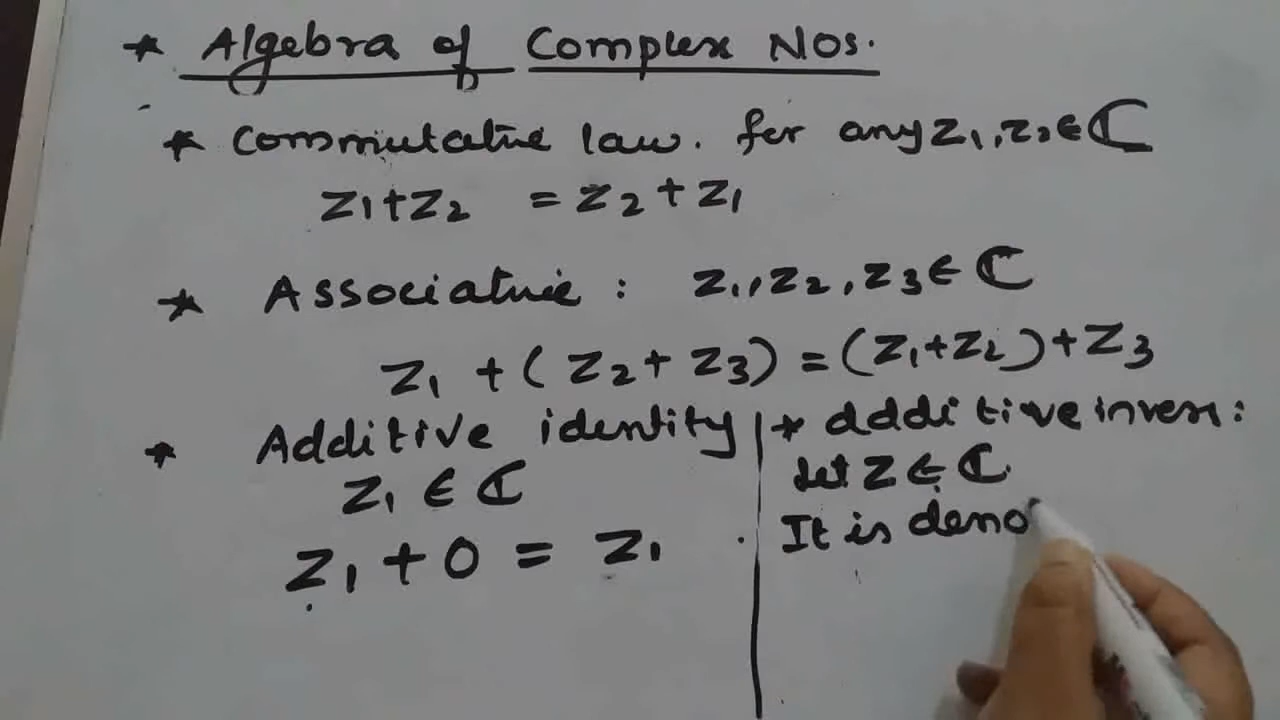 * Algebra of Complex Nos.
* Commutative law. for any z1, z2 ∈ ℂ
z1+z2 = z2+z1
* Associative : z1, z2, z3 ∈ ℂ
z1 + (z2+ z3) = (z1+z2)+z3
* Additive identity
z1 ∈ ℂ
z1 + 0 = z1
* additive invers :
Let z ∈ ℂ.
It is deno